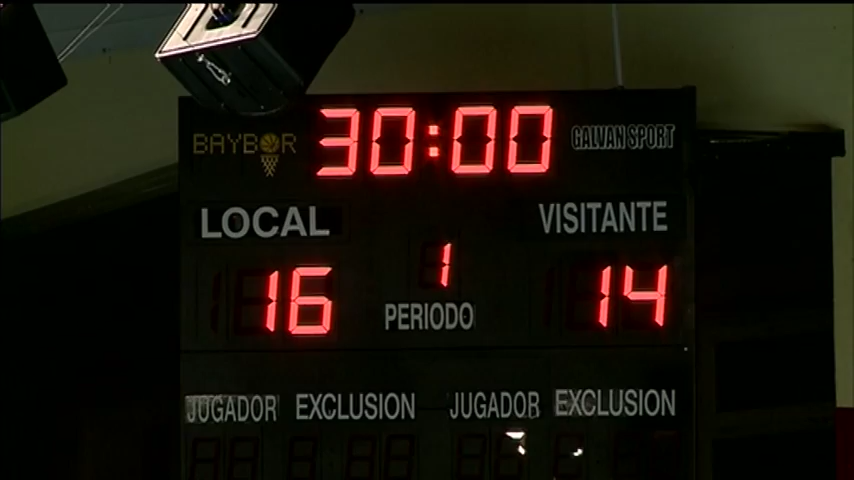 BAYBOR 30:00 GALVAN SPORT
LOCAL VISITANTE
16 1 14
PERIODO
JUGADOR EXCLUSION JUGADOR EXCLUSION